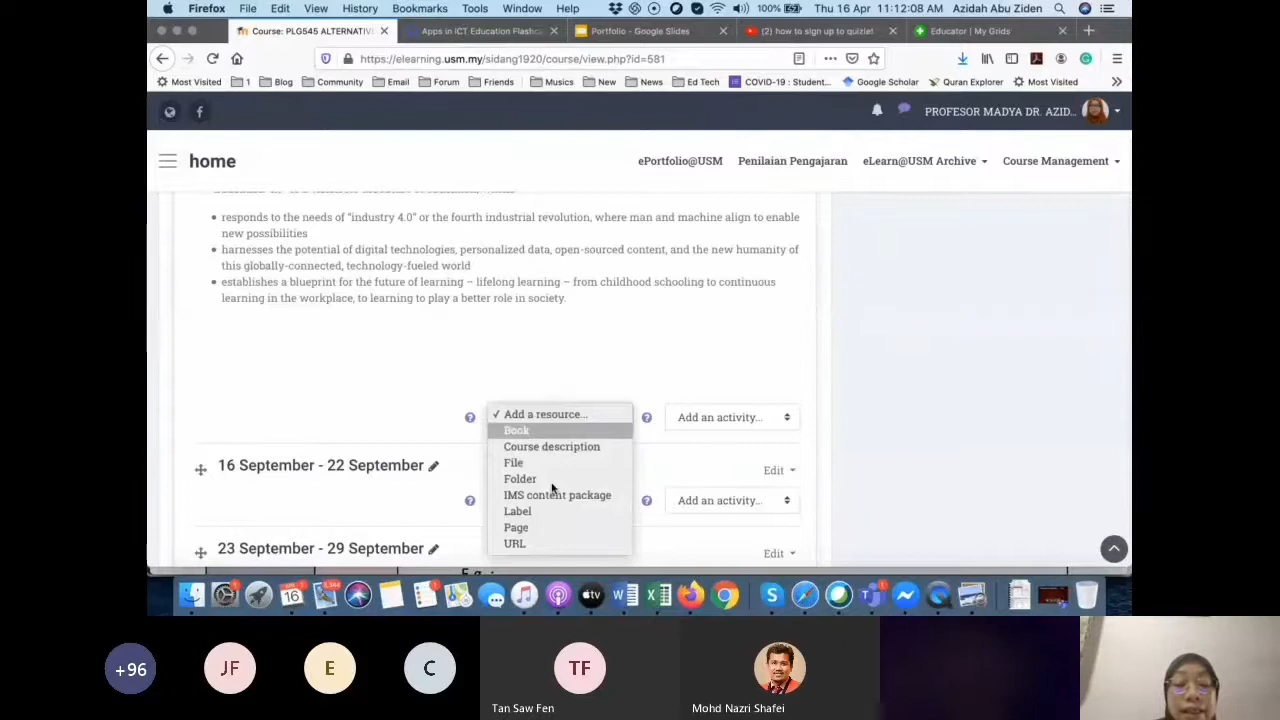 Firefox File Edit View History Bookmarks Tools Window Help 100% Thu 16 Apr 11:12:08 AM Azidah Abu Ziden
Course: PLG545 ALTERNATIV Apps in ICT Education Flashca Portfolio - Google Slides (2) how to sign up to quizlet Educator | My Grids
https://elearning.usm.my/sidang1920/course/view.php?id=581
Most Visited 1 Blog Community Email Forum Friends Musics New News Ed Tech COVID-19 : Student... Google Scholar Quran Explorer Most Visited
PROFESOR MADYA DR. AZID...
home ePortfolio@USM Penilaian Pengajaran eLearn@USM Archive Course Management
responds to the needs of "industry 4.0" or the fourth industrial revolution, where man and machine align to enable
new possibilities
harnesses the potential of digital technologies, personalized data, open-sourced content, and the new humanity of
this globally-connected, technology-fueled world
establishes a blueprint for the future of learning – lifelong learning – from childhood schooling to continuous
learning in the workplace, to learning to play a better role in society.
✓ Add a resource... Add an activity...
Book
Course description
File
Folder
IMS content package
Label
Page
URL
16 September - 22 September Edit
Add an activity...
23 September - 29 September Edit
+96 JF E C TF
Tan Saw Fen Mohd Nazri Shafei